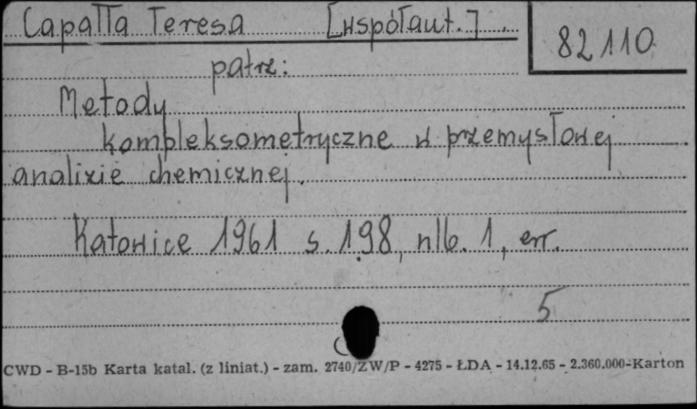 Capałła Teresa [współaut.]
82110
patrz:
Metody
kompleksometryczne w przemysłowej
analizie chemicznej.
Katowice 1961 s. 198, nlb. 1, err.
5
CWD - B-15b Karta katal. (z liniat.) - zam. 2740/ZW/P - 4275 - ŁDA - 14.12.65 - 2.360.000-Karton